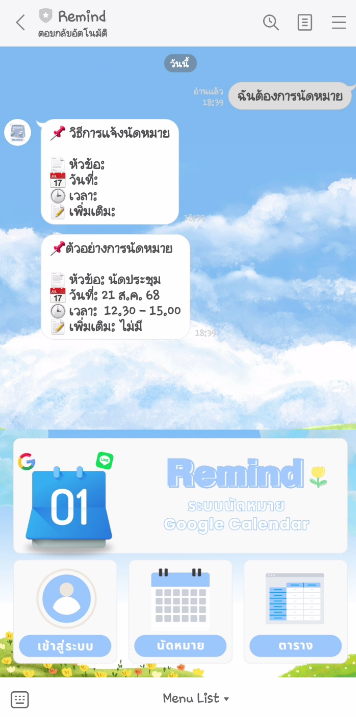 Remind
ตอบกลับอัตโนมัติ
วันนี้
อ่านแล้ว
18:39
ฉันต้องการนัดหมาย
📌 วิธีการแจ้งนัดหมาย
📄 หัวข้อ:
📅 วันที่:
🕒 เวลา:
📝 เพิ่มเติม:
📌ตัวอย่างการนัดหมาย
📄 หัวข้อ: นัดประชุม
📅 วันที่: 21 ส.ค. 68
🕒 เวลา: 12.30 - 15.00
📝 เพิ่มเติม: ไม่มี
18:39
01
Remind
ระบบนัดหมาย
Google Calendar
เข้าสู่ระบบ
นัดหมาย
ตาราง
Menu List ▾